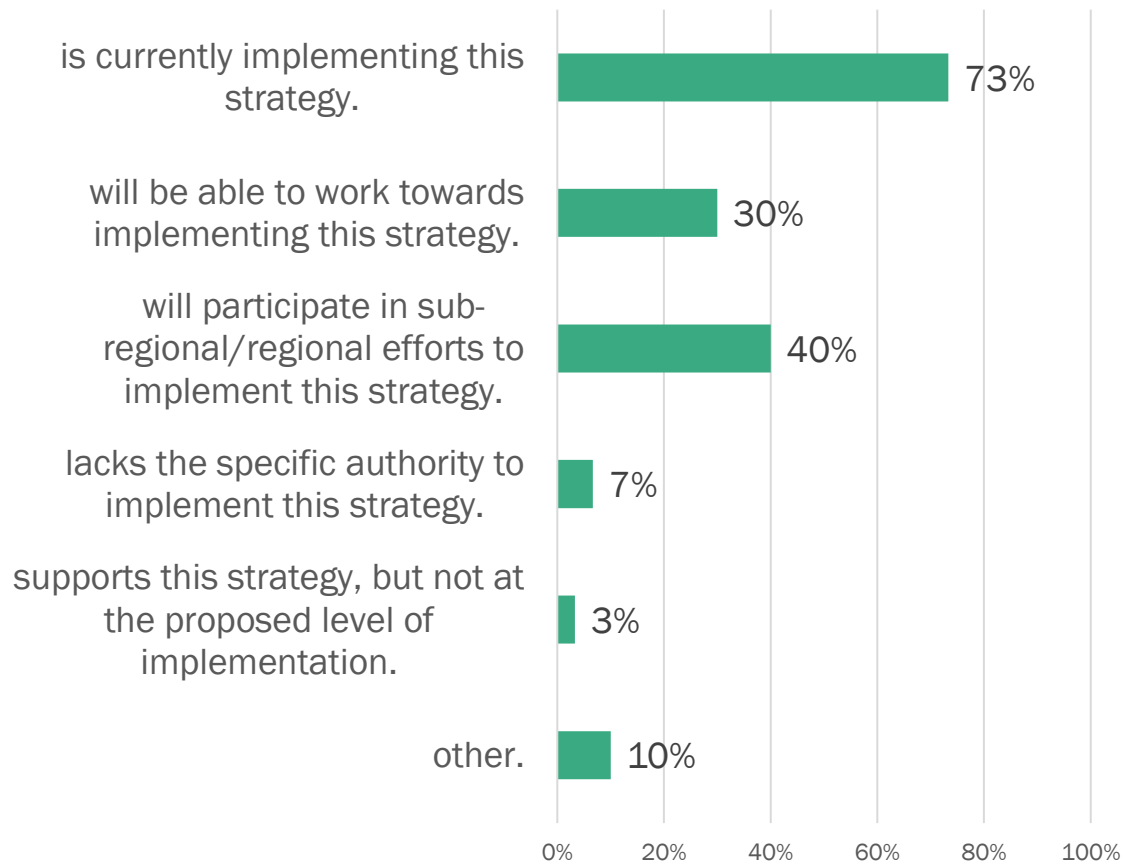 is currently implementing this
strategy.
73%
will be able to work towards
implementing this strategy.
30%
will participate in sub-
regional/regional efforts to
implement this strategy.
40%
lacks the specific authority to
implement this strategy.
7%
supports this strategy, but not at
the proposed level of
implementation.
3%
other.
10%
0% 20% 40% 60% 80% 100%